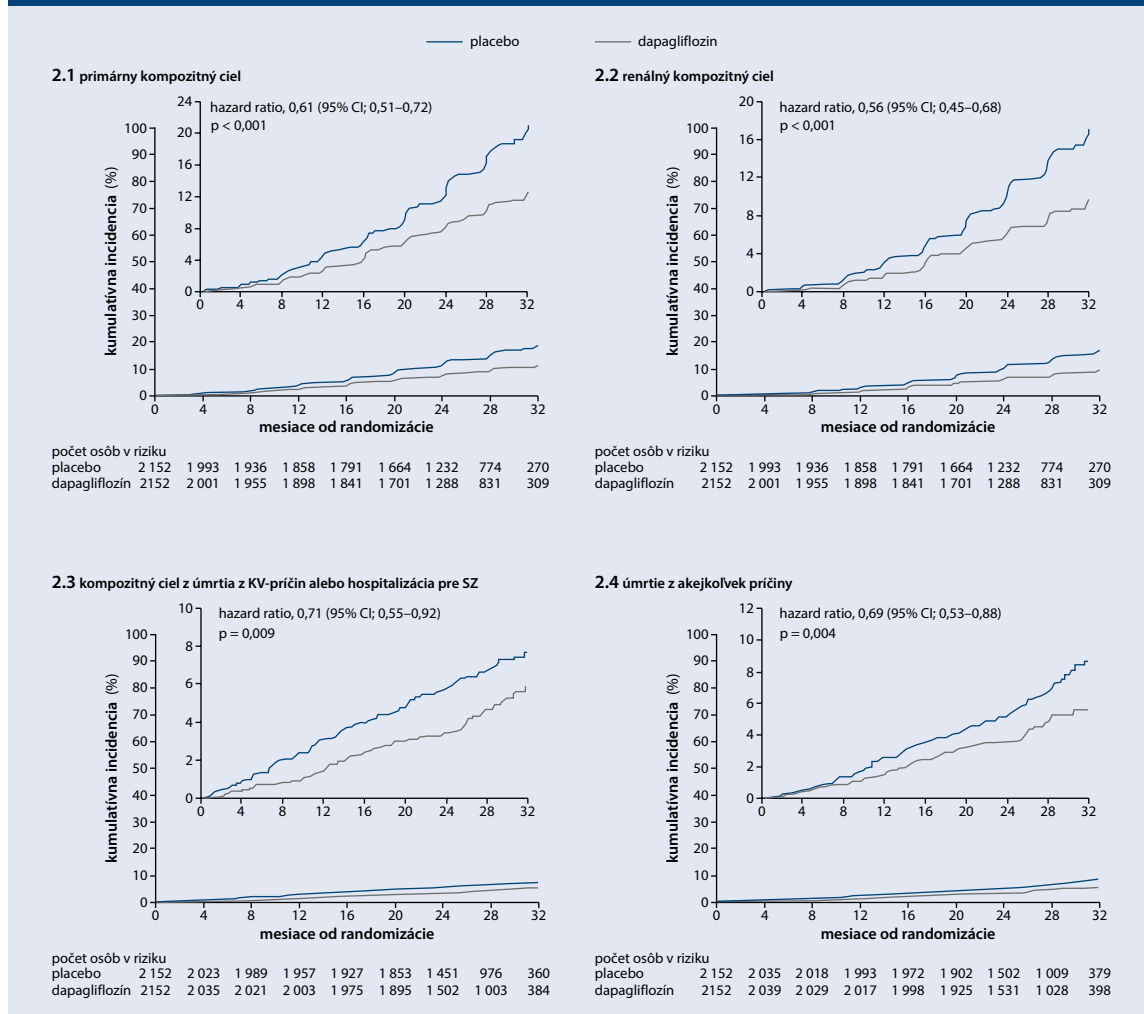 placebo dapagliflozin
2.1 primárny kompozitný ciel
hazard ratio, 0,61 (95% CI; 0,51–0,72)
p < 0,001
24
20
16
12
8
4
0
0 4 8 12 16 20 24 28 32
kumulatívna incidencia (%)
100
90
80
70
60
50
40
30
20
10
0
0 4 8 12 16 20 24 28 32
mesiace od randomizácie
počet osôb v riziku
placebo 2 152 1 993 1 936 1 858 1 791 1 664 1 232 774 270
dapagliflozín 2152 2 001 1 955 1 898 1 841 1 701 1 288 831 309
2.2 renálný kompozitný ciel
hazard ratio, 0,56 (95% CI; 0,45–0,68)
p < 0,001
20
16
12
8
4
0
0 4 8 12 16 20 24 28 32
kumulatívna incidencia (%)
100
90
80
70
60
50
40
30
20
10
0
0 4 8 12 16 20 24 28 32
mesiace od randomizácie
počet osôb v riziku
placebo 2 152 1 993 1 936 1 858 1 791 1 664 1 232 774 270
dapagliflozín 2152 2 001 1 955 1 898 1 841 1 701 1 288 831 309
2.3 kompozitný ciel z úmrtia z KV-príčin alebo hospitalizácia pre SZ
hazard ratio, 0,71 (95% CI; 0,55–0,92)
p = 0,009
10
8
6
4
2
0
0 4 8 12 16 20 24 28 32
kumulatívna incidencia (%)
100
90
80
70
60
50
40
30
20
10
0
0 4 8 12 16 20 24 28 32
mesiace od randomizácie
počet osôb v riziku
placebo 2 152 2 023 1 989 1 957 1 927 1 853 1 451 976 360
dapagliflozín 2152 2 035 2 021 2 003 1 975 1 895 1 502 1 003 384
2.4 úmrtie z akejkoľvek príčiny
hazard ratio, 0,69 (95% CI; 0,53–0,88)
p = 0,004
12
10
8
6
4
2
0
0 4 8 12 16 20 24 28 32
kumulatívna incidencia (%)
100
90
80
70
60
50
40
30
20
10
0
0 4 8 12 16 20 24 28 32
mesiace od randomizácie
počet osôb v riziku
placebo 2 152 2 035 2 018 1 993 1 972 1 902 1 502 1 009 379
dapagliflozín 2152 2 039 2 029 2 017 1 998 1 925 1 531 1 028 398